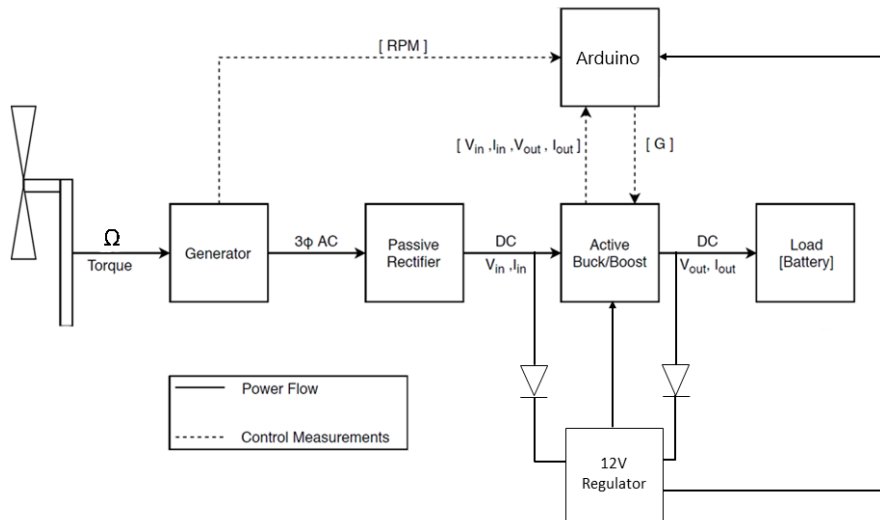 [ RPM ]
Arduino
[ Vin ,Iin ,Vout , Iout ]
[ G ]
Ω
Torque
Generator
3ϕ AC
Passive
Rectifier
DC
Vin ,Iin
Active
Buck/Boost
DC
Vout, Iout
Load
[Battery]
Power Flow
Control Measurements
12V
Regulator